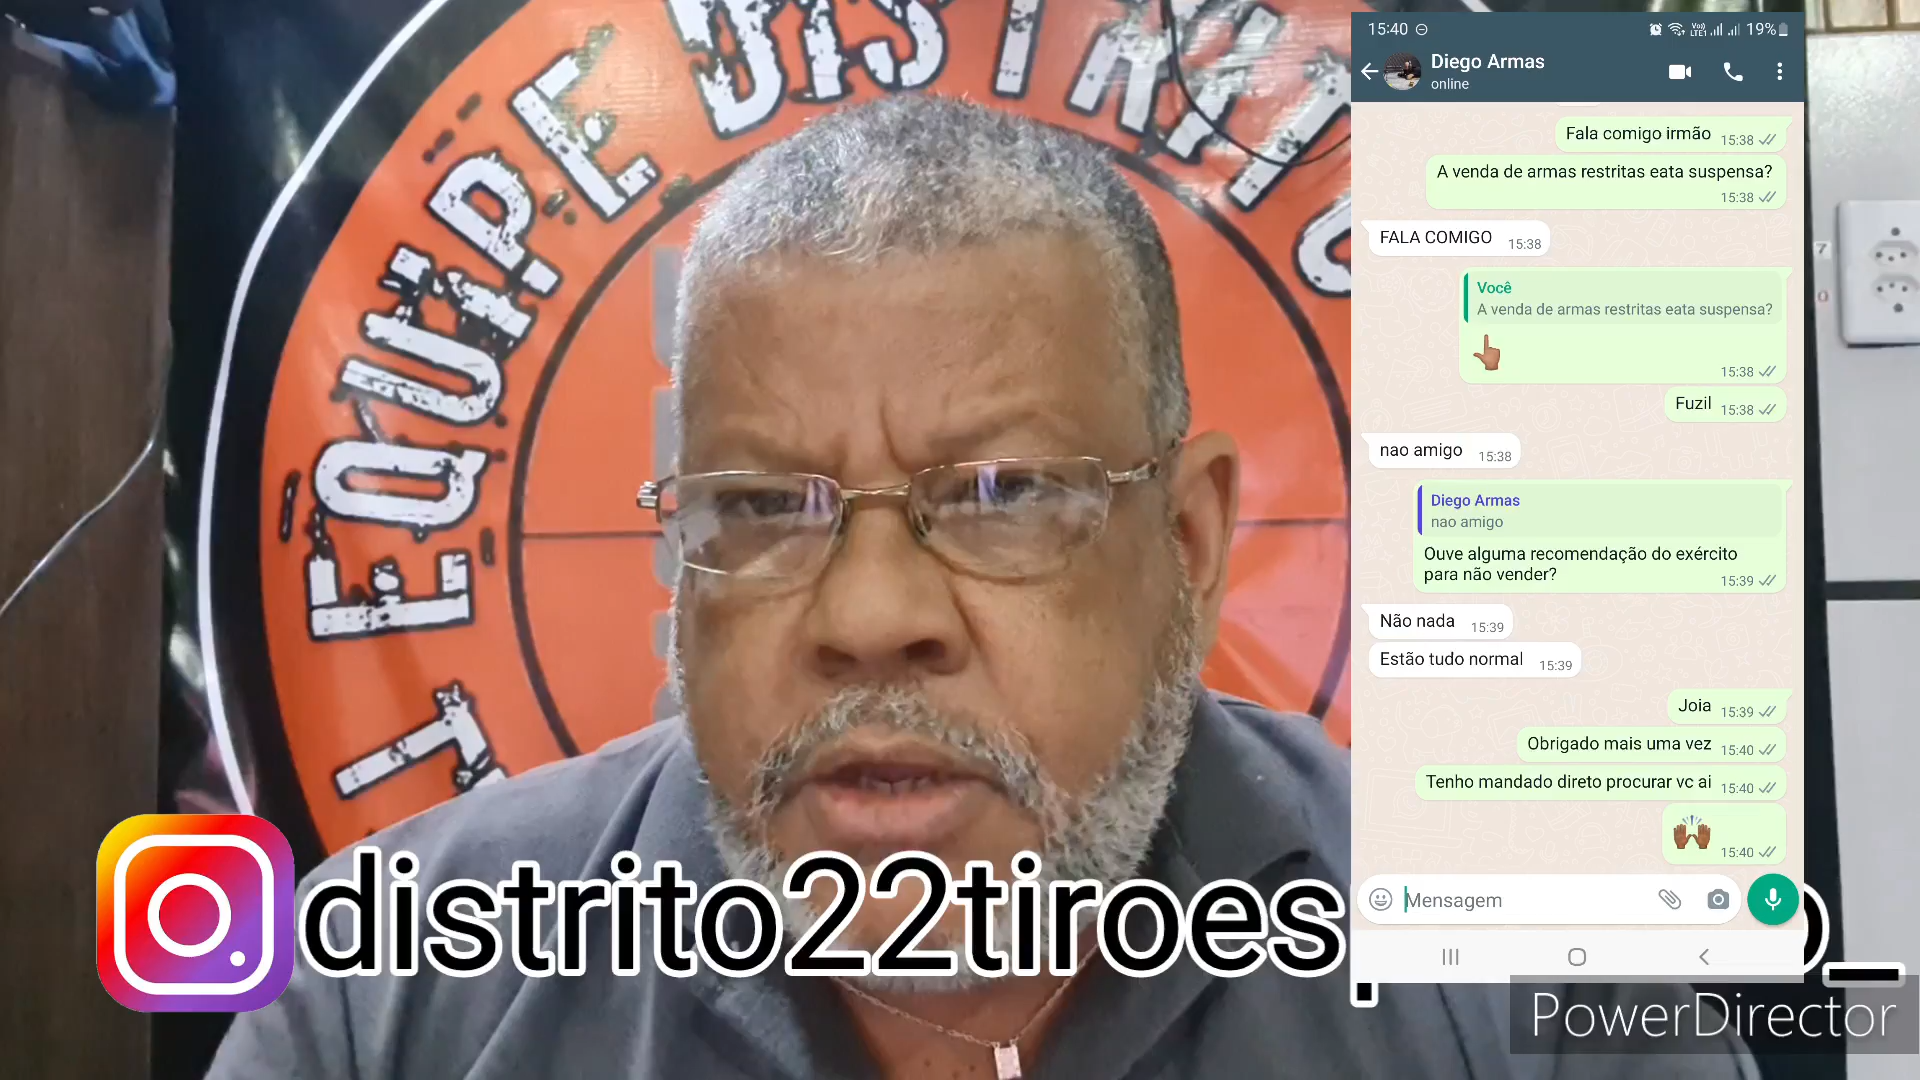 EQUIPE DISTRITO
15:40
19%
Diego Armas
online
Fala comigo irmão 15:38
A venda de armas restritas eata suspensa?
15:38
FALA COMIGO 15:38
Você
A venda de armas restritas eata suspensa?
15:38
Fuzil 15:38
nao amigo 15:38
Diego Armas
nao amigo
Ouve alguma recomendação do exército
para não vender? 15:39
Não nada 15:39
Estão tudo normal 15:39
Joia 15:39
Obrigado mais uma vez 15:40
Tenho mandado direto procurar vc ai 15:40
15:40
Mensagem
distrito22tiroes
PowerDirector